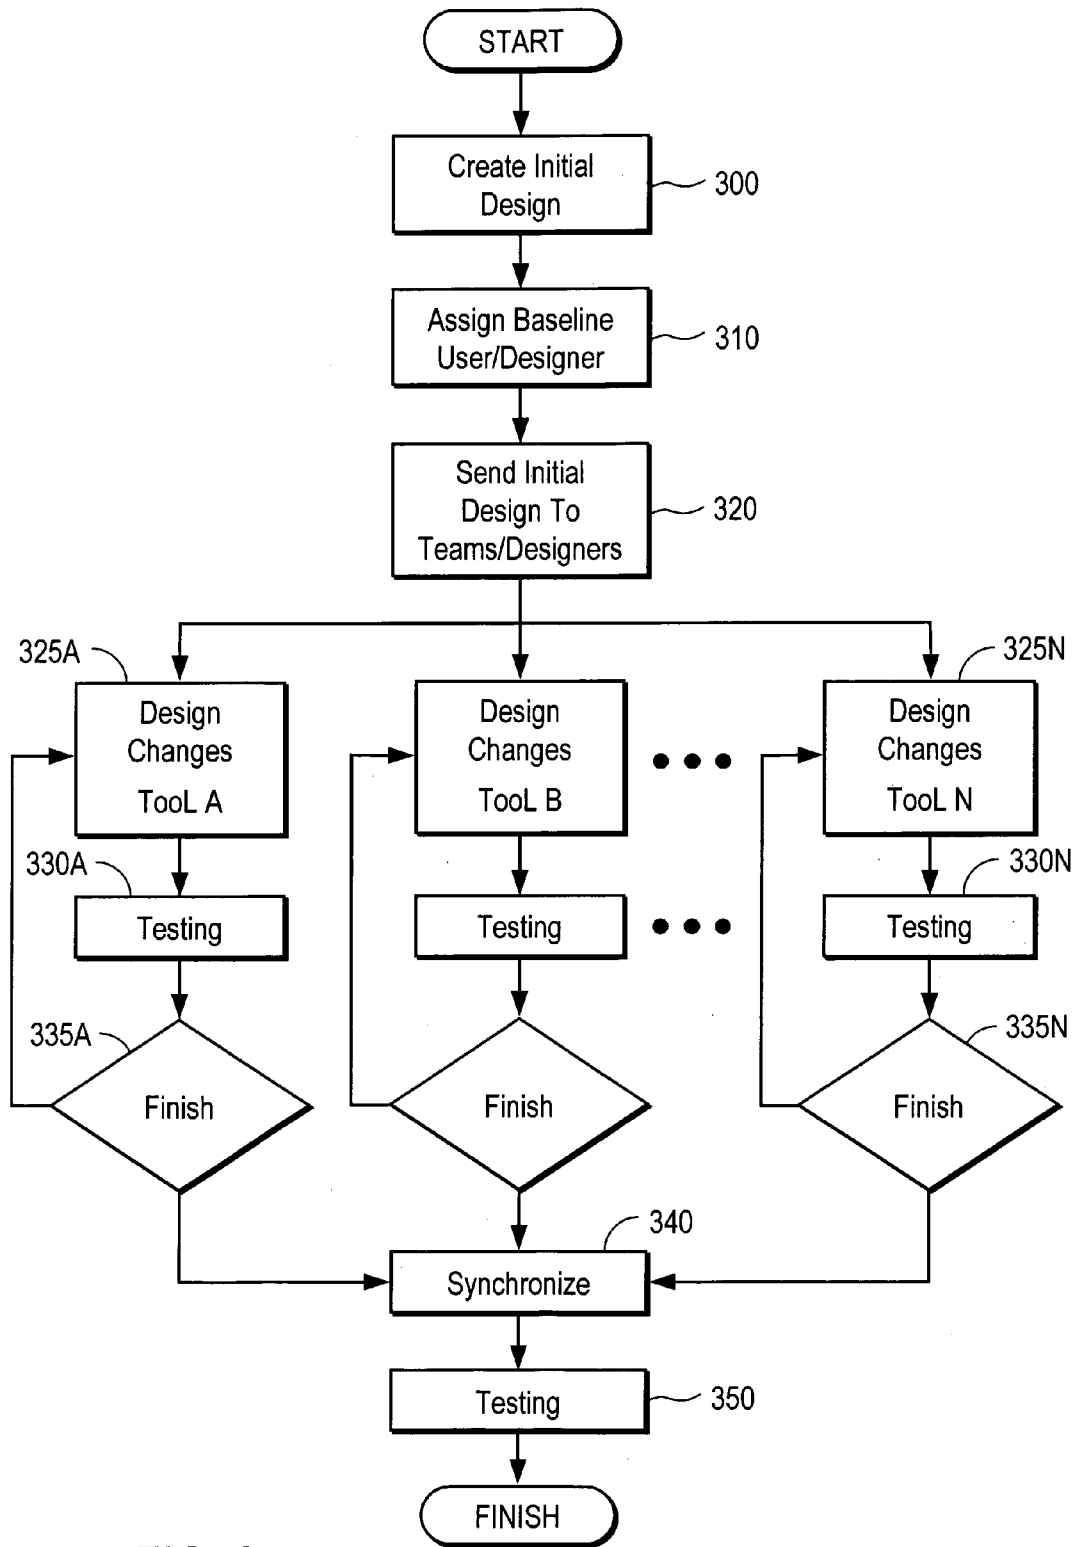 START
Create Initial
Design
300
Assign Baseline
User/Designer
310
Send Initial
Design To
Teams/Designers
320
325A
325N
Design
Changes
TooL A
Design
Changes
TooL B
Design
Changes
TooL N
330A
330N
Testing
Testing
Testing
335A
335N
Finish
Finish
Finish
340
Synchronize
Testing
350
FINISH